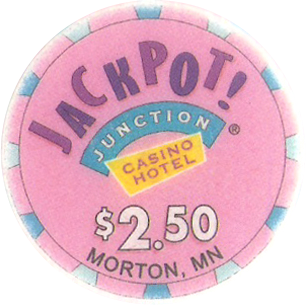 JACKPOT!
JUNCTION®
CASINO
HOTEL
$2.50
MORTON, MN